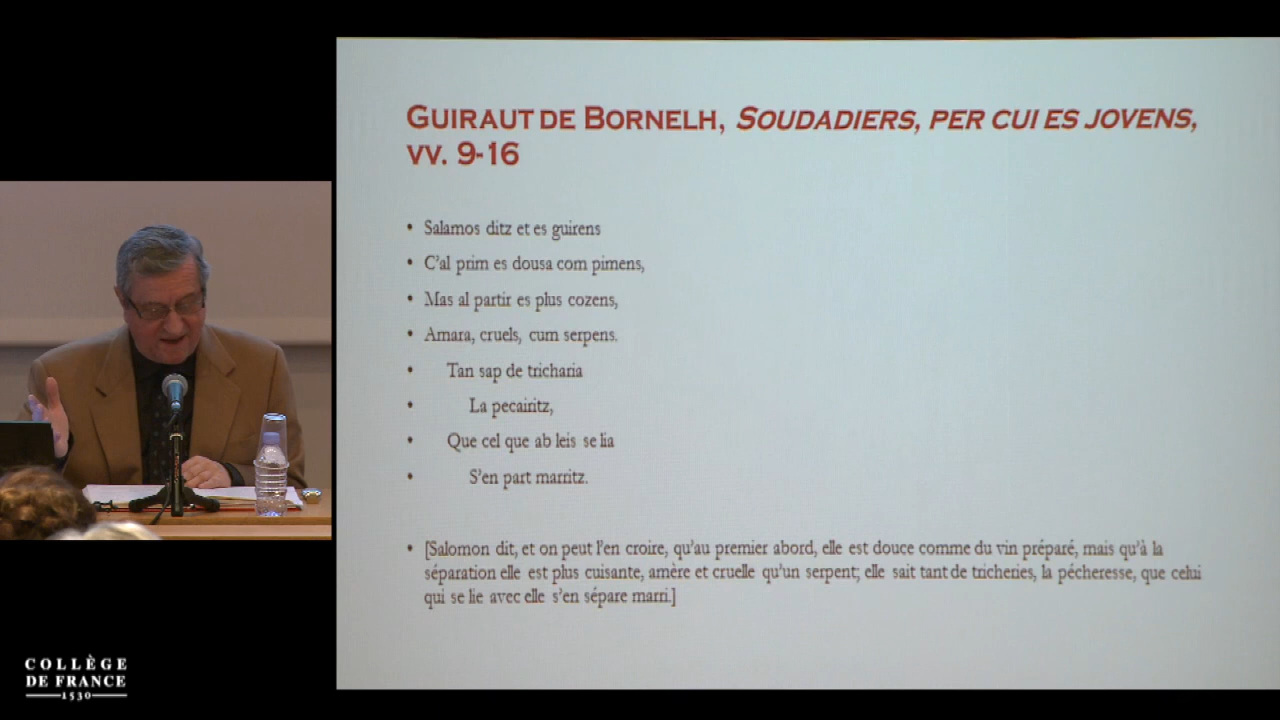 GUIRAUT DE BORNELH, SOUDADIERS, PER CUI ES JOVENS,
VV. 9-16
• Salamos ditz et es guirens
• C'al prim es dousa com pimens,
• Mas al partir es plus cozens,
• Amara, cruels, cum serpens.
• Tan sap de tricharia
• La pecairitz,
• Que cel que ab leis se lia
• S'en part marritz.
• [Salomon dit, et on peut l'en croire, qu'au premier abord, elle est douce comme du vin préparé, mais qu'à la
séparation elle est plus cuisante, amère et cruelle qu'un serpent; elle sait tant de tricheries, la pécheresse, que celui
qui se lie avec elle s'en sépare marri.]
COLLÈGE
DE FRANCE
1530